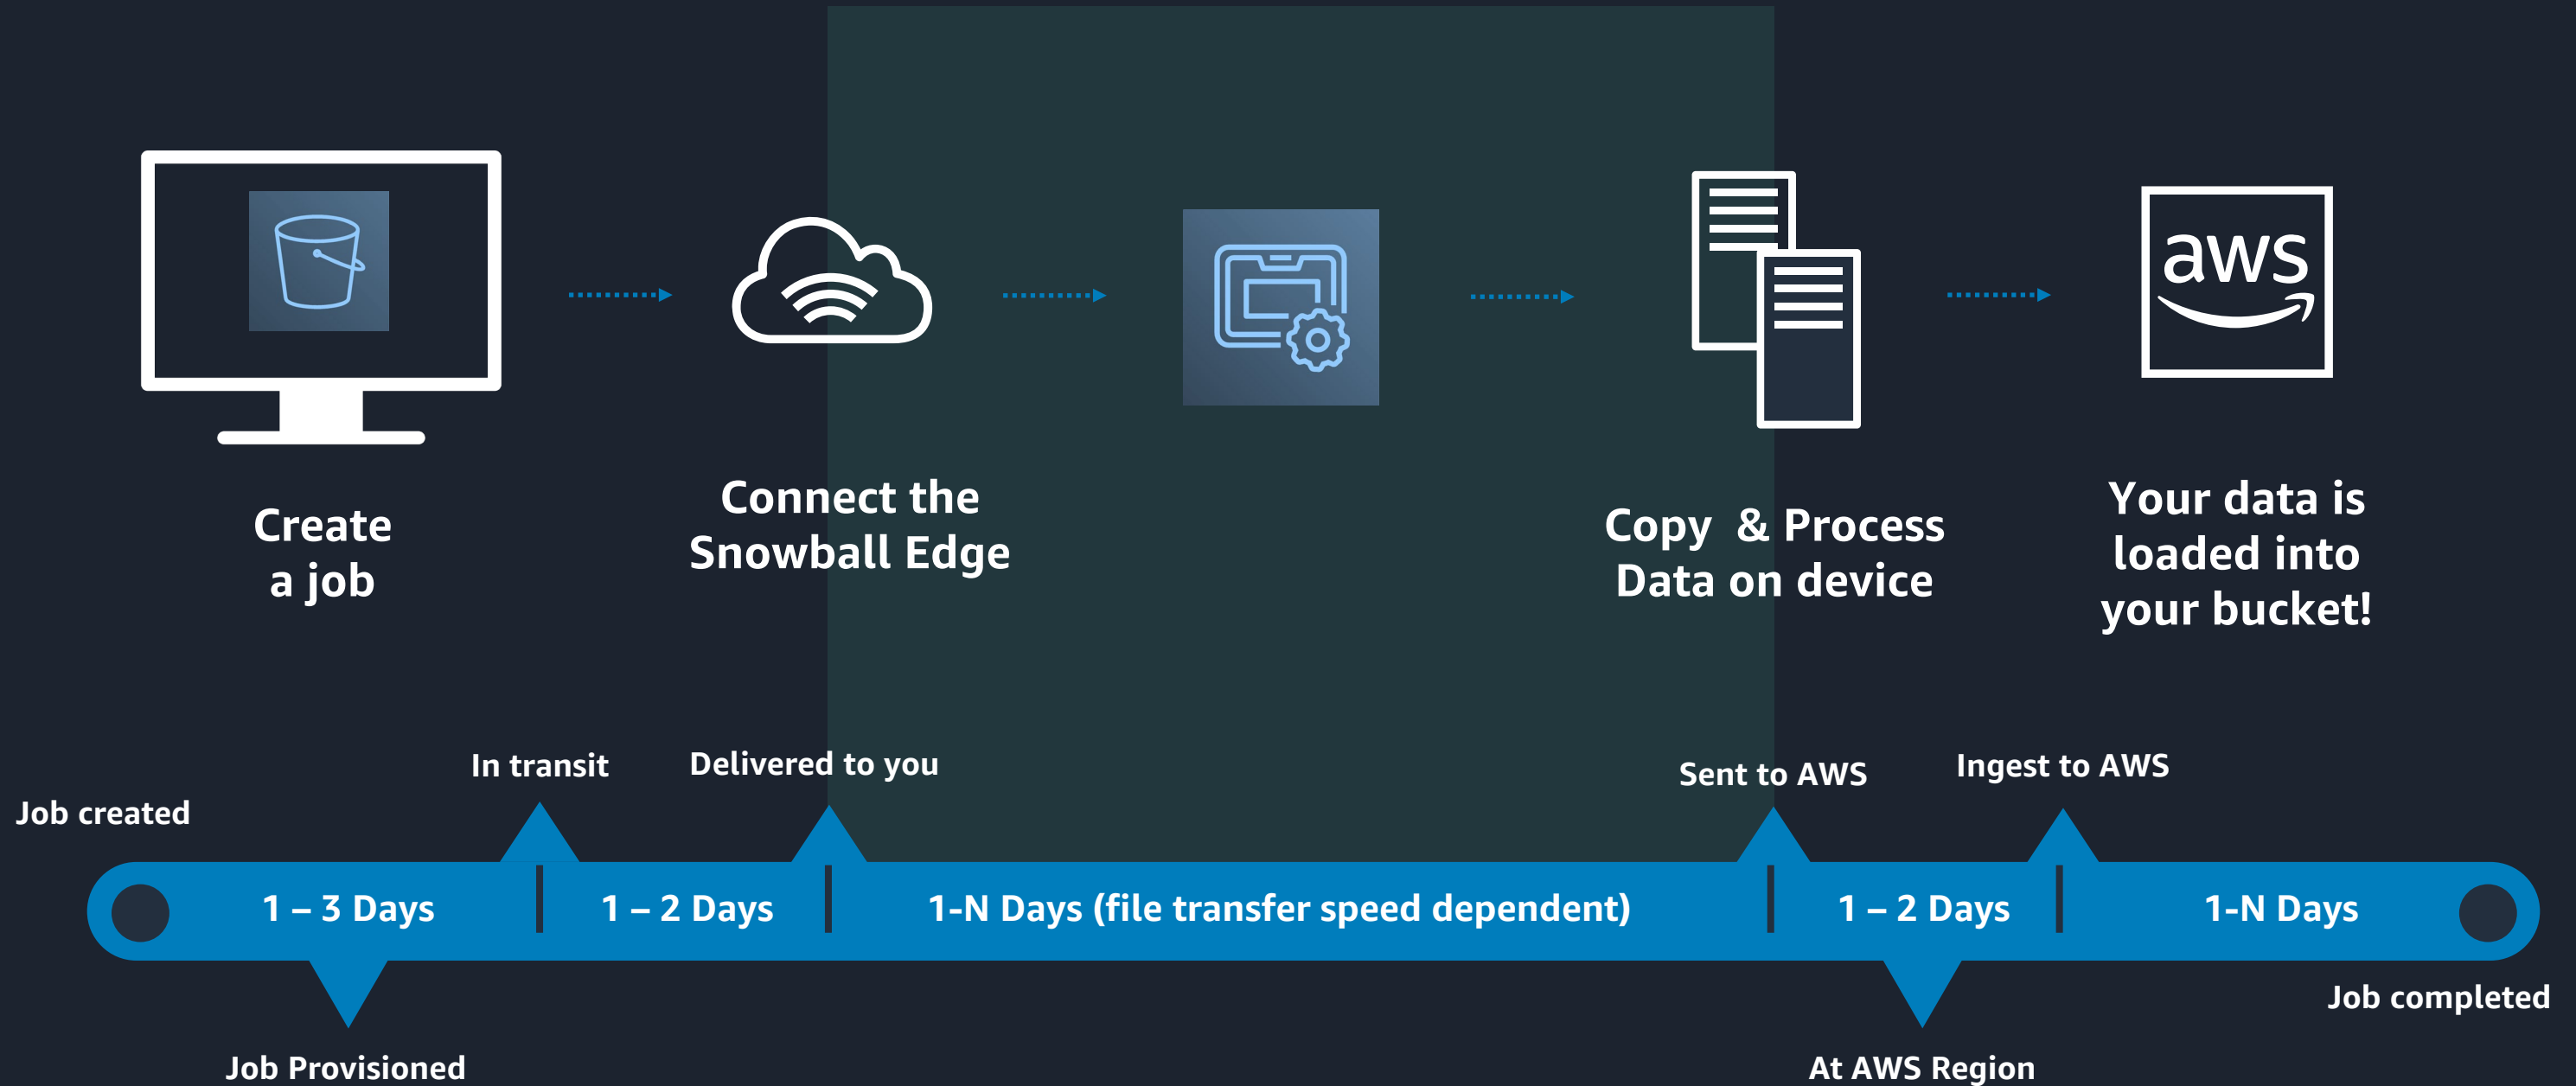 aws
Create
a job
Connect the
Snowball Edge
Copy & Process
Data on device
Your data is
loaded into
your bucket!
Job created
In transit
Delivered to you
Sent to AWS
Ingest to AWS
1 – 3 Days
1 – 2 Days
1-N Days (file transfer speed dependent)
1 – 2 Days
1-N Days
Job completed
Job Provisioned
At AWS Region